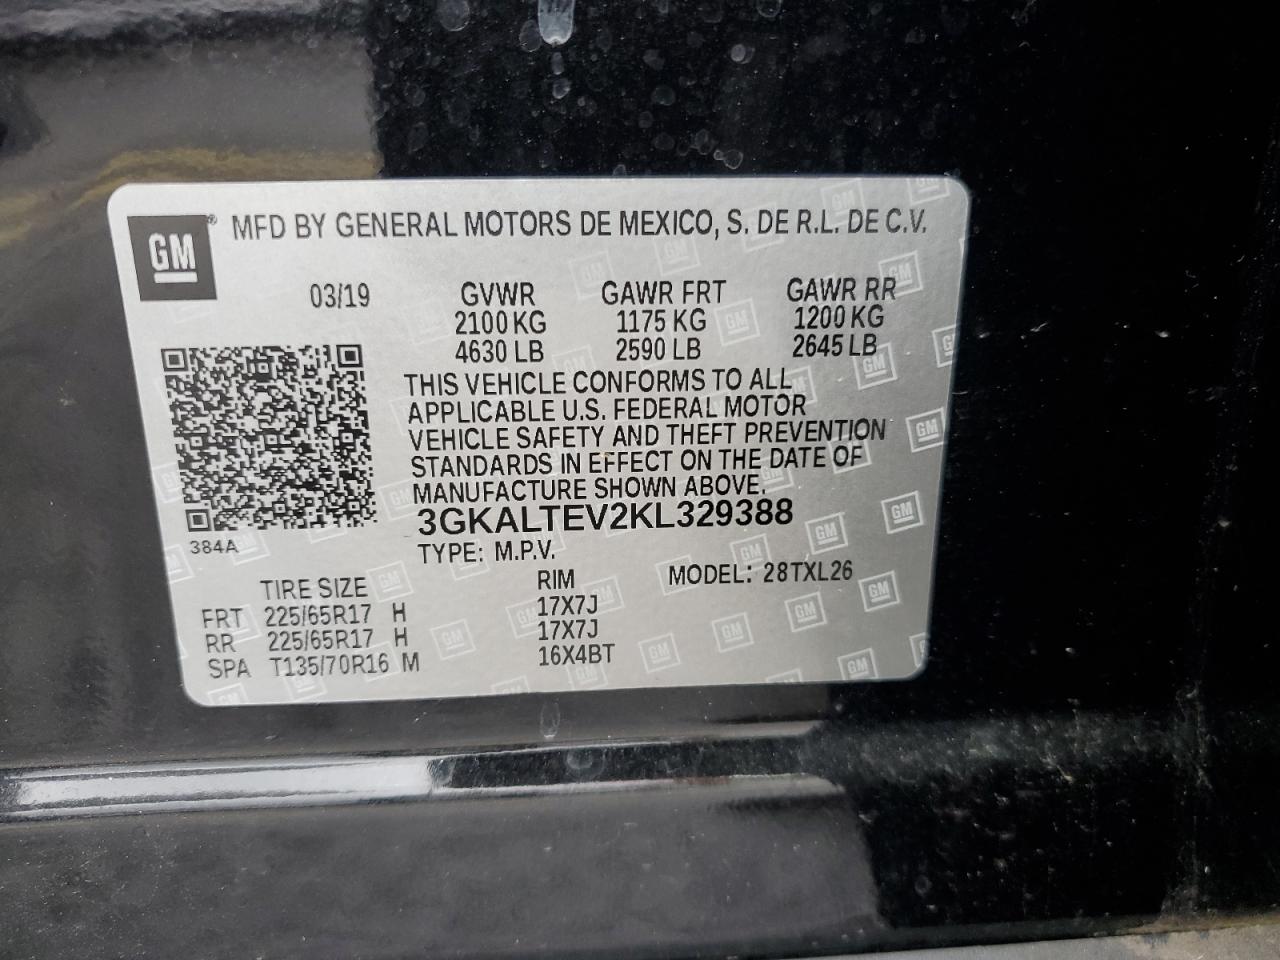 GM ® MFD BY GENERAL MOTORS DE MEXICO, S. DE R.L. DE C.V.
03/19 GVWR GAWR FRT GAWR RR
2100 KG 1175 KG 1200 KG
4630 LB 2590 LB 2645 LB
THIS VEHICLE CONFORMS TO ALL
APPLICABLE U.S. FEDERAL MOTOR
VEHICLE SAFETY AND THEFT PREVENTION
STANDARDS IN EFFECT ON THE DATE OF
MANUFACTURE SHOWN ABOVE.
3GKALTEV2KL329388
384A
TYPE: M.P.V.
TIRE SIZE RIM MODEL: 28TXL26
FRT 225/65R17 H 17X7J
RR 225/65R17 H 17X7J
SPA T135/70R16 M 16X4BT